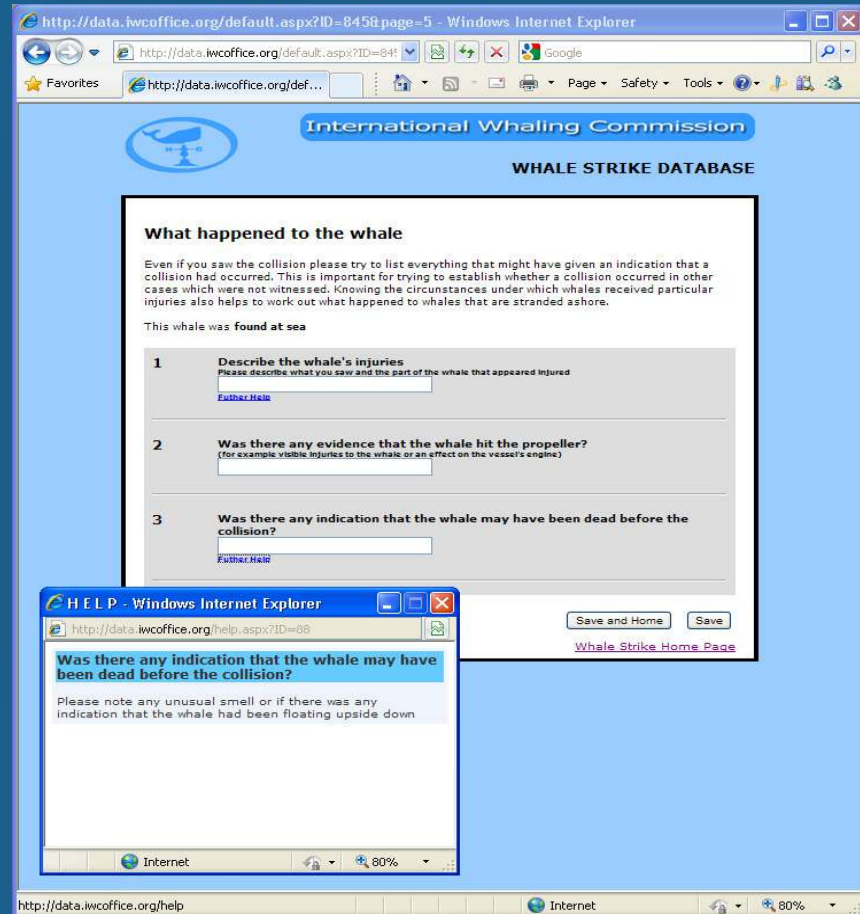 http://data.iwcoffice.org/default.aspx?ID=845&page=5 - Windows Internet Explorer
http://data.iwcoffice.org/default.aspx?ID=84!
Google
Favorites
http://data.iwcoffice.org/def...
Page
Safety
Tools
International Whaling Commission
WHALE STRIKE DATABASE
What happened to the whale
Even if you saw the collision please try to list everything that might have given an indication that a
collision had occurred. This is important for trying to establish whether a collision occurred in other
cases which were not witnessed. Knowing the circumstances under which whales received particular
injuries also helps to work out what happened to whales that are stranded ashore.
This whale was found at sea
1 Describe the whale's injuries
Please describe what you saw and the part of the whale that appeared injured
Futher Help
2 Was there any evidence that the whale hit the propeller?
(for example visible injuries to the whale or an effect on the vessel's engine)
3 Was there any indication that the whale may have been dead before the
collision?
Futher Help
Save and Home
Save
Whale Strike Home Page
H E L P - Windows Internet Explorer
http://data.iwcoffice.org/help.aspx?ID=88
Was there any indication that the whale may have
been dead before the collision?
Please note any unusual smell or if there was any
indication that the whale had been floating upside down
Internet
80%
http://data.iwcoffice.org/help
Internet
80%